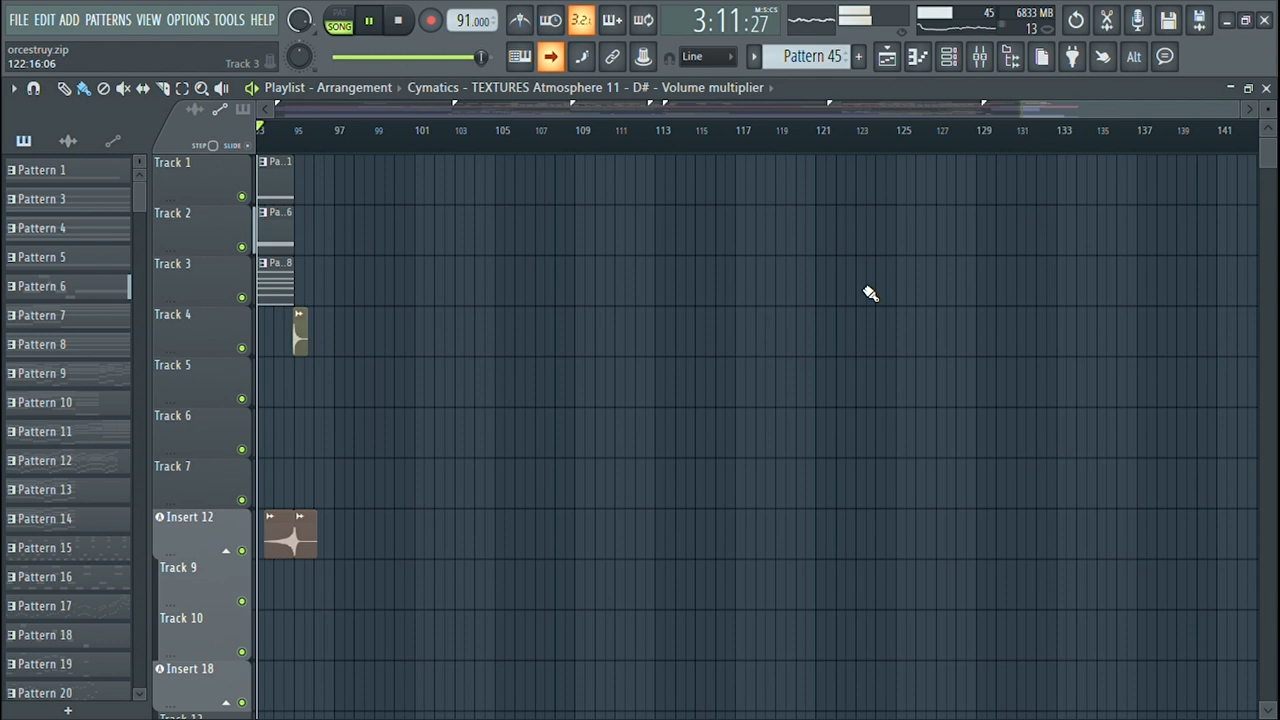 FILE EDIT ADD PATTERNS VIEW OPTIONS TOOLS HELP
PAT
SONG
91.000
3.2
3:11:27
M:S:CS
45
6833 MB
13
orcestruy.zip
122:16:06
Track 3
Line
Pattern 45
Alt
Playlist - Arrangement
Cymatics - TEXTURES Atmosphere 11 - D# - Volume multiplier
STEP
SLIDE
95 97 99 101 103 105 107 109 111 113 115 117 119 121 123 125 127 129 131 133 135 137 139 141
Pattern 1
Pattern 3
Pattern 4
Pattern 5
Pattern 6
Pattern 7
Pattern 8
Pattern 9
Pattern 10
Pattern 11
Pattern 12
Pattern 13
Pattern 14
Pattern 15
Pattern 16
Pattern 17
Pattern 18
Pattern 19
Pattern 20
Track 1
Pa..1
Track 2
Pa..6
Track 3
Pa..8
Track 4
Track 5
Track 6
Track 7
Insert 12
Track 9
Track 10
Insert 18